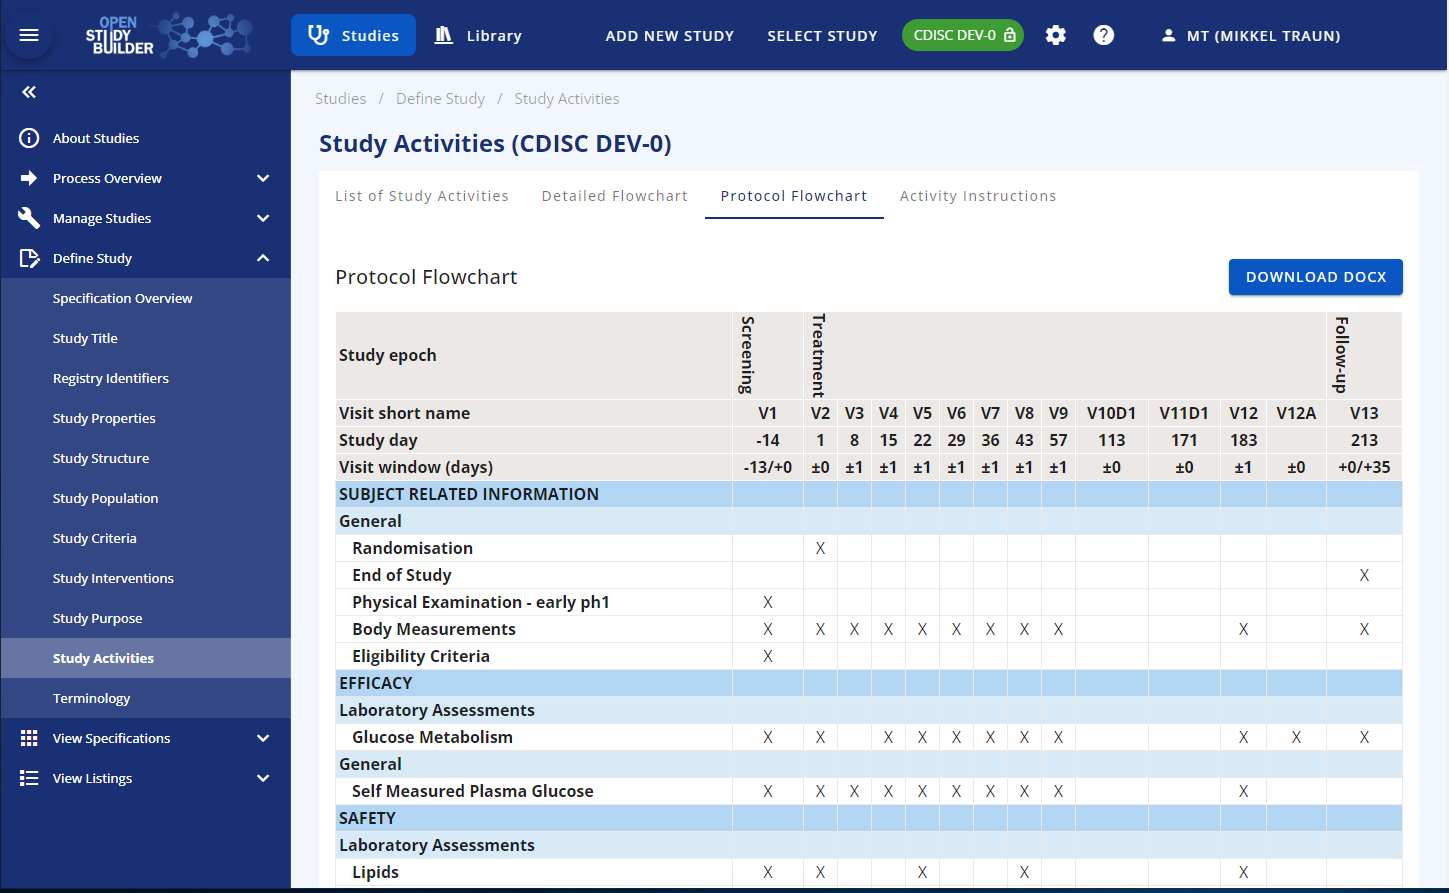 OPEN
STUDY
BUILDER
Studies
Library
ADD NEW STUDY
SELECT STUDY
CDISC DEV-0
?
MT (MIKKEL TRAUN)
About Studies
Process Overview
Manage Studies
Define Study
Specification Overview
Study Title
Registry Identifiers
Study Properties
Study Structure
Study Population
Study Criteria
Study Interventions
Study Purpose
Study Activities
Terminology
View Specifications
View Listings
Studies / Define Study / Study Activities
Study Activities (CDISC DEV-0)
List of Study Activities Detailed Flowchart Protocol Flowchart Activity Instructions
Protocol Flowchart
DOWNLOAD DOCX
Study epoch Screening Treatment Follow-up
Visit short name V1 V2 V3 V4 V5 V6 V7 V8 V9 V10D1 V11D1 V12 V12A V13
Study day -14 1 8 15 22 29 36 43 57 113 171 183 213
Visit window (days) -13/+0 ±0 ±1 ±1 ±1 ±1 ±1 ±1 ±1 ±0 ±0 ±1 ±0 +0/+35
SUBJECT RELATED INFORMATION
General
Randomisation X
End of Study X
Physical Examination - early ph1 X
Body Measurements X X X X X X X X X X X
Eligibility Criteria X
EFFICACY
Laboratory Assessments
Glucose Metabolism X X X X X X X X X X X
General
Self Measured Plasma Glucose X X X X X X X X X X
SAFETY
Laboratory Assessments
Lipids X X X X X